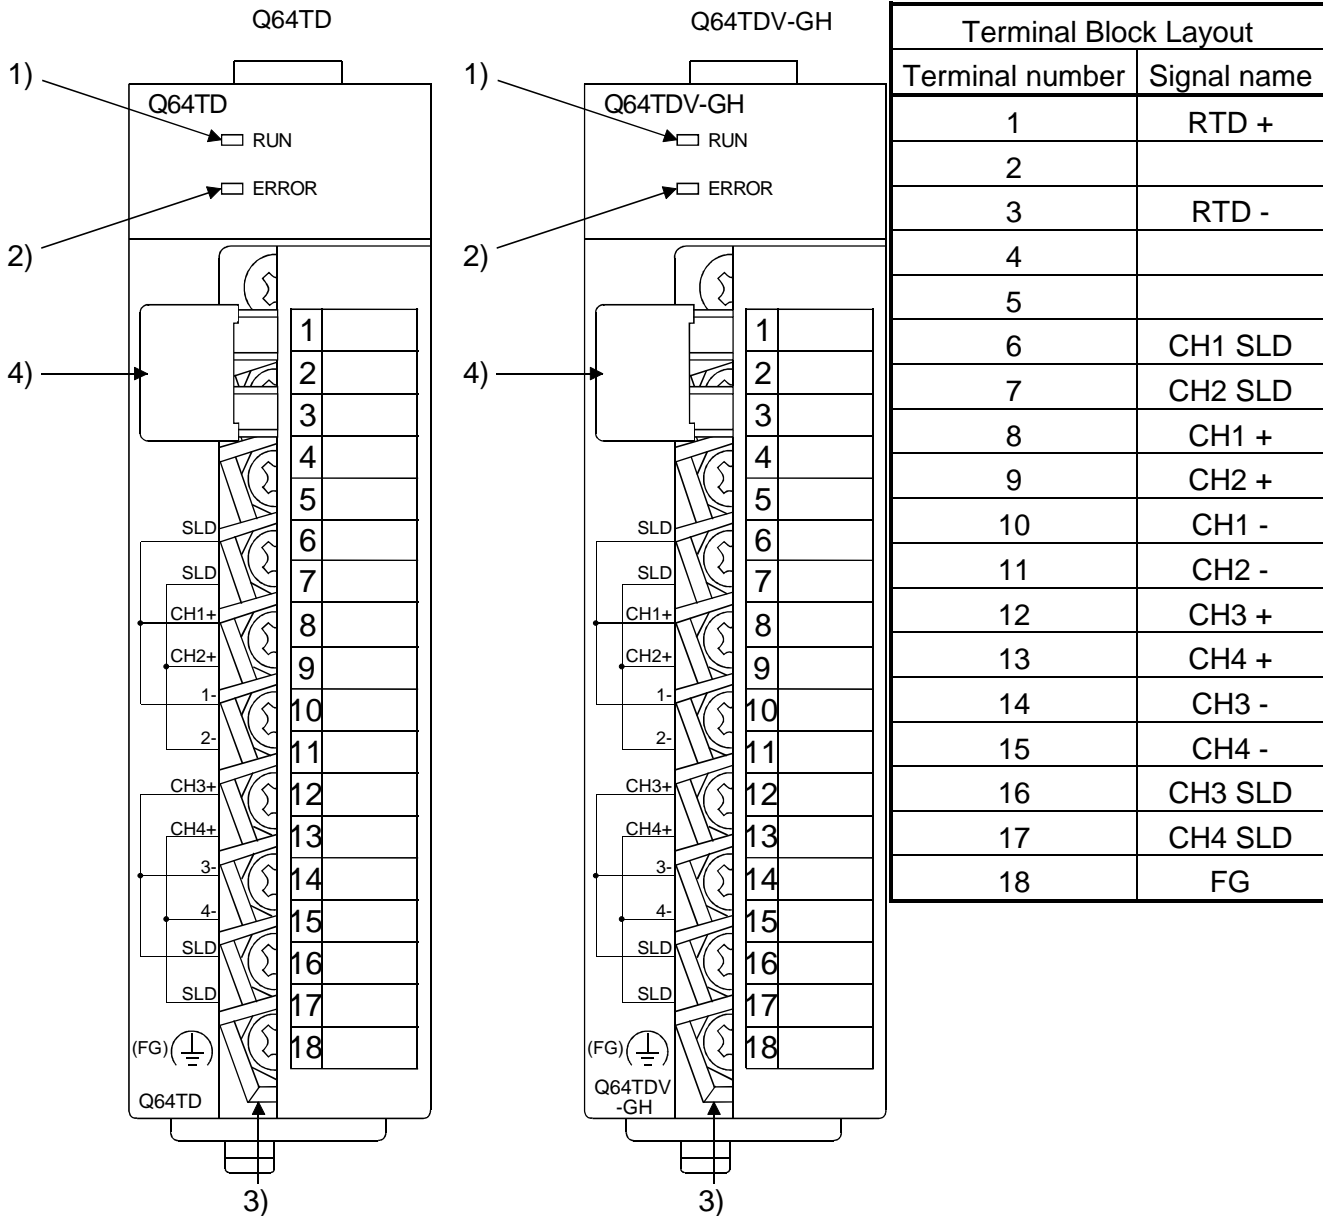 Q64TD
1)
Q64TD
RUN
ERROR
2)
4)
1
2
3
4
5
6
7
8
9
10
11
12
13
14
15
16
17
18
SLD
SLD
CH1+
CH2+
1-
2-
CH3+
CH4+
3-
4-
SLD
SLD
(FG)
Q64TD
3)
Q64TDV-GH
1)
Q64TDV-GH
RUN
ERROR
2)
4)
1
2
3
4
5
6
7
8
9
10
11
12
13
14
15
16
17
18
SLD
SLD
CH1+
CH2+
1-
2-
CH3+
CH4+
3-
4-
SLD
SLD
(FG)
Q64TDV
-GH
3)
Terminal Block Layout
Terminal number Signal name
1 RTD +
2
3 RTD -
4
5
6 CH1 SLD
7 CH2 SLD
8 CH1 +
9 CH2 +
10 CH1 -
11 CH2 -
12 CH3 +
13 CH4 +
14 CH3 -
15 CH4 -
16 CH3 SLD
17 CH4 SLD
18 FG